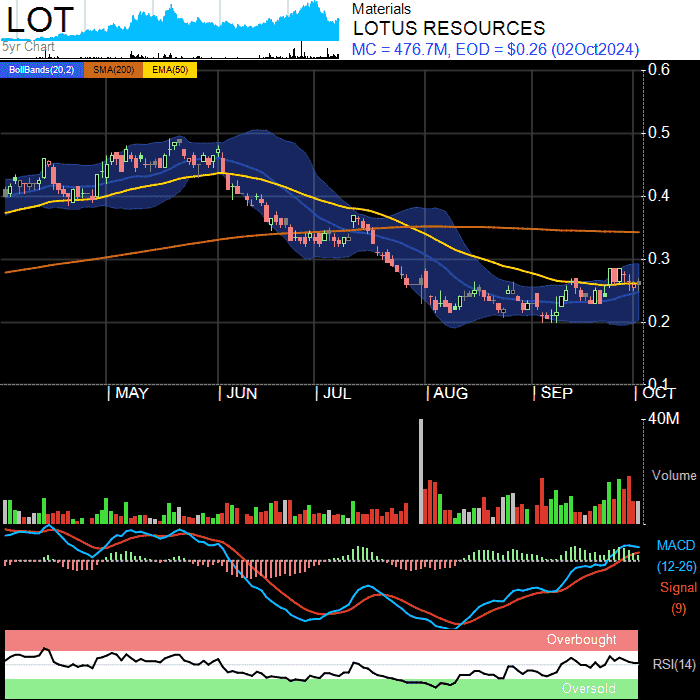 LOT
5yr Chart
Materials
LOTUS RESOURCES
MC = 476.7M, EOD = $0.26 (02Oct2024)
BollBands(20,2) SMA(200) EMA(50)
0.6
0.5
0.4
0.3
0.2
0.1
MAY JUN JUL AUG SEP OCT
40M
Volume
MACD
(12-26)
Signal
(9)
Overbought
RSI(14)
Oversold